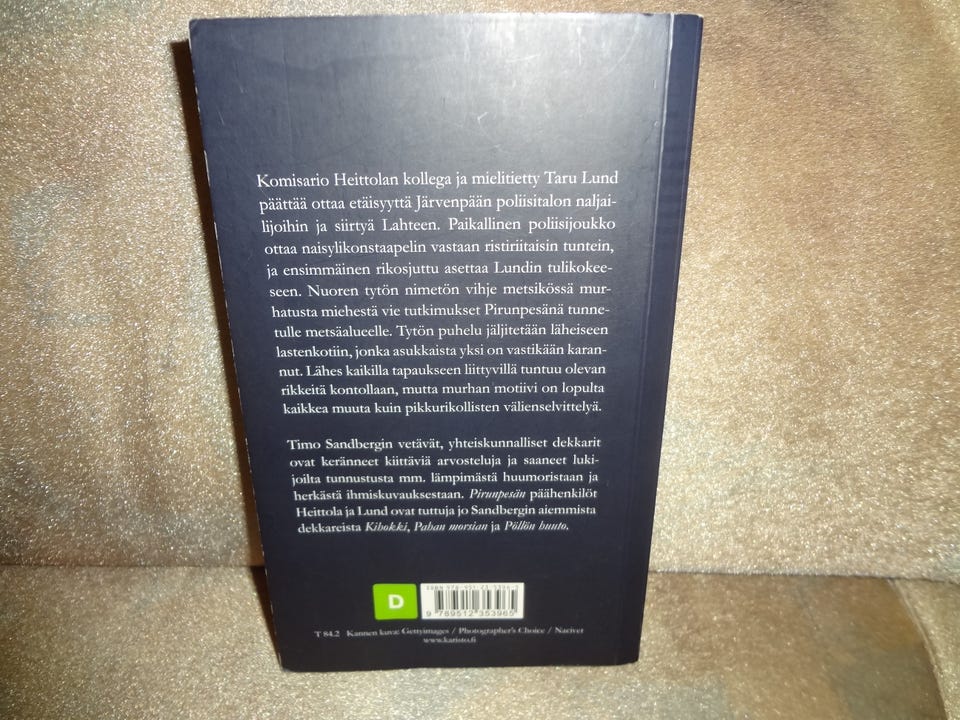 Komisario Heittolan kollega ja mielitietty Taru Lund
päättää ottaa etäisyyttä Järvenpään poliisitalon naljai-
lijoihin ja siirtyä Lahteen. Paikallinen poliisijoukko
ottaa naisylikonstaapelin vastaan ristiriitaisin tuntein,
ja ensimmäinen rikosjuttu asettaa Lundin tulikokee-
seen. Nuoren tytön nimetön vihje metsikössä mur-
hatusta miehestä vie tutkimukset Pirunpesänä tunne-
tulle metsäalueelle. Tytön puhelu jäljitetään läheiseen
lastenkotiin, jonka asukkaista yksi on vastikään karan-
nut. Lähes kaikilla tapaukseen liittyvillä tuntuu olevan
rikkeitä kontollaan, mutta murhan motiivi on lopulta
kaikkea muuta kuin pikkurikollisten välienselvittelyä.
Timo Sandbergin vetävät, yhteiskunnalliset dekkarit
ovat keränneet kiittäviä arvosteluja ja saaneet luki-
joilta tunnustusta mm. lämpimästä huumoristaan ja
herkästä ihmiskuvauksestaan. Pirunpesän päähenkilöt
Heittola ja Lund ovat tuttuja jo Sandbergin aiemmista
dekkareista Kihokki, Pahan morsian ja Pöllön huuto.
D
9 789512 353965
T 84.2 Kannen kuva: Gettyimages / Photographer's Choice / Nacivet
www.karisto.fi